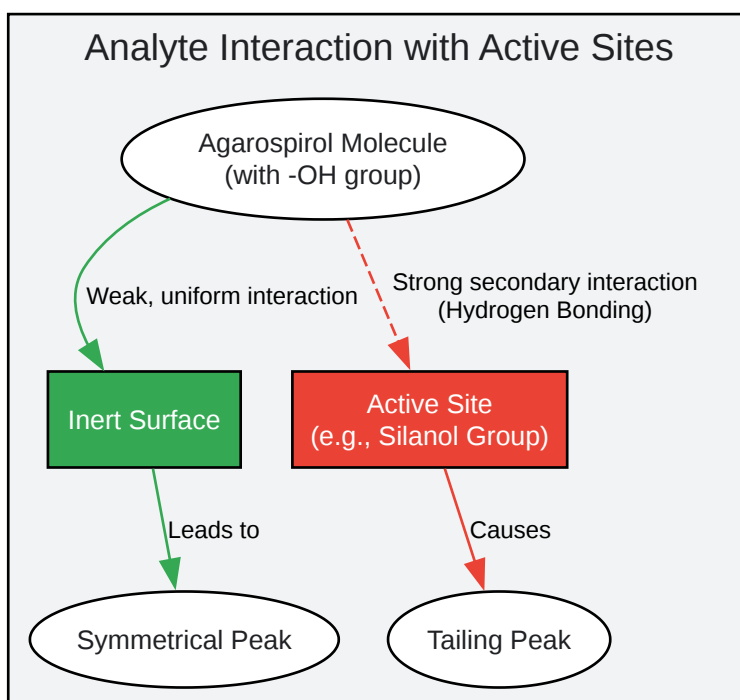 Analyte Interaction with Active Sites
Agarospirol Molecule
(with -OH group)
Weak, uniform interaction
Strong secondary interaction
(Hydrogen Bonding)
Inert Surface
Active Site
(e.g., Silanol Group)
Leads to
Causes
Symmetrical Peak
Tailing Peak